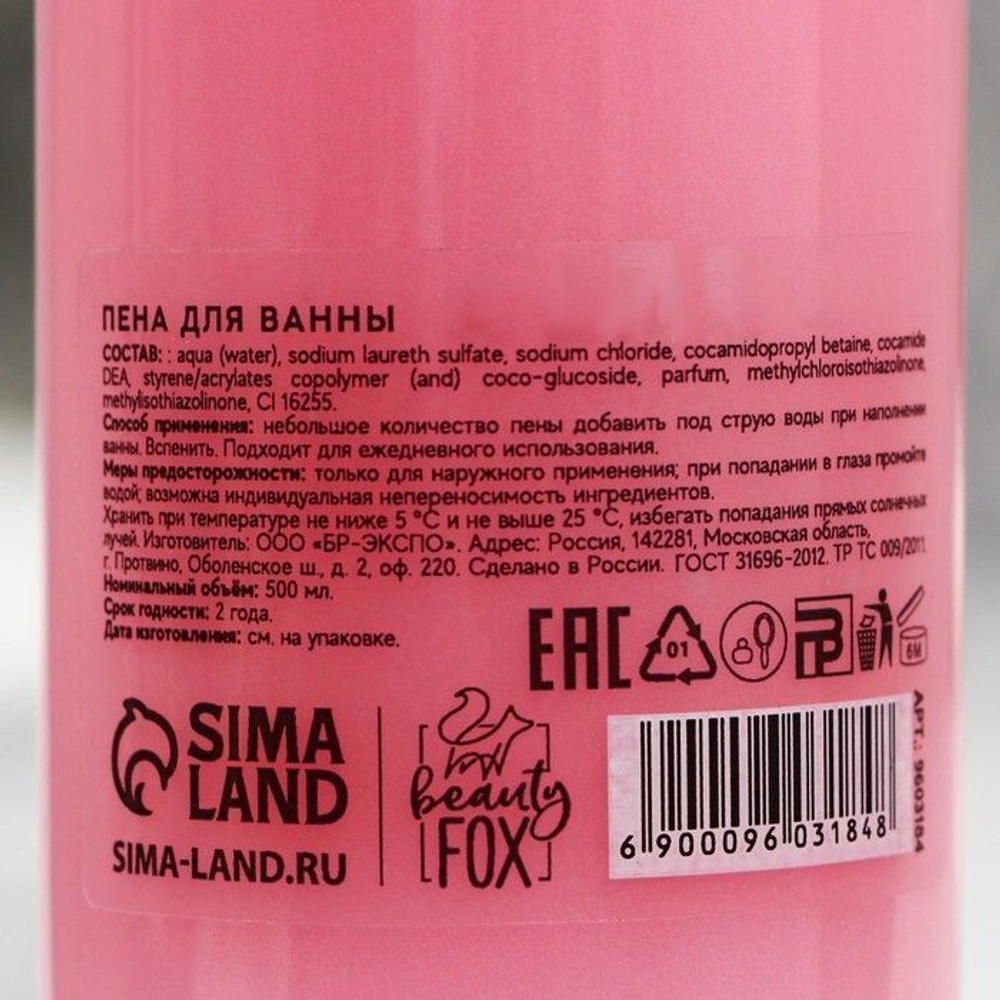 ПЕНА ДЛЯ ВАННЫ
СОСТАВ: : aqua (water), sodium laureth sulfate, sodium chloride, cocamidopropyl betaine, cocamide
DEA, styrene/acrylates copolymer (and) coco-glucoside, parfum, methylchloroisothiazolinone,
methylisothiazolinone, CI 16255.
Способ применения: небольшое количество пены добавить под струю воды при наполнении
ванны. Вспенить. Подходит для ежедневного использования.
Меры предосторожности: только для наружного применения; при попадании в глаза промойте
водой; возможна индивидуальная непереносимость ингредиентов.
Хранить при температуре не ниже 5 °C и не выше 25 °C, избегать попадания прямых солнечных
лучей. Изготовитель: ООО «БР-ЭКСПО». Адрес: Россия, 142281, Московская область,
г. Протвино, Оболенское ш., д. 2, оф. 220. Сделано в России. ГОСТ 31696-2012. ТР ТС 009/2011.
Номинальный объём: 500 мл.
Срок годности: 2 года.
Дата изготовления: см. на упаковке.
EAC
01
6M
SIMA
LAND
SIMA-LAND.RU
beauty
FOX
6 900096 031848
АРТ.: 9603184